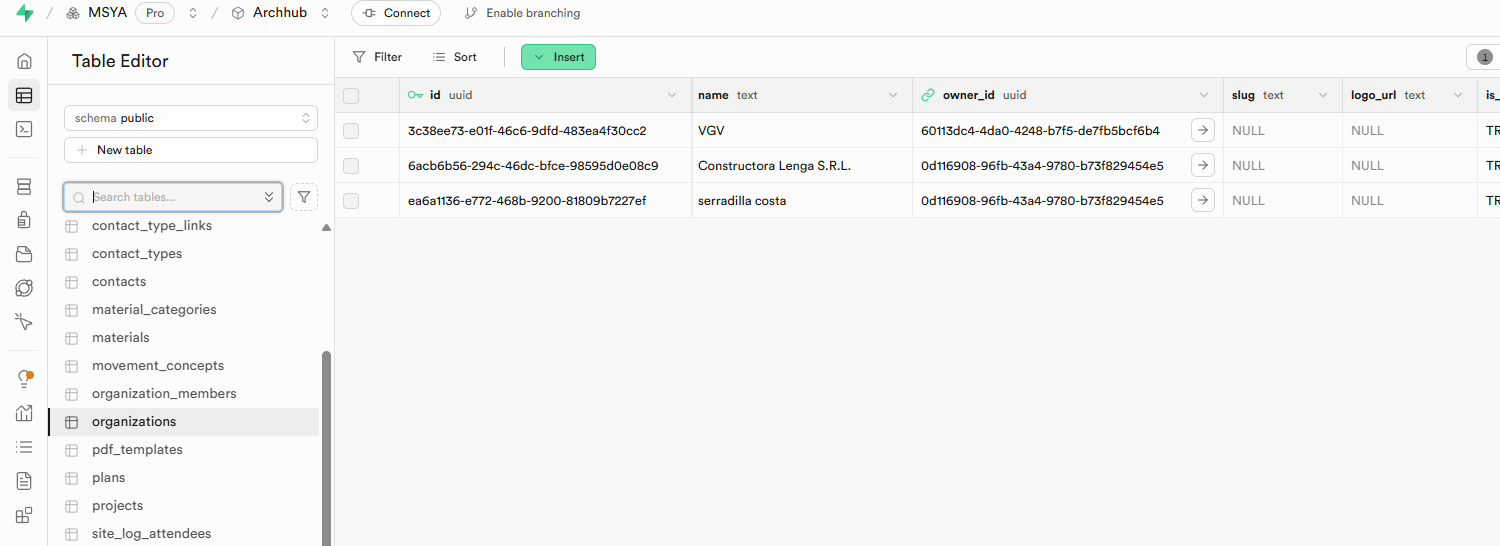 MSYA Pro / Archhub / Connect Enable branching
Table Editor
schema public
New table
Search tables...
contact_type_links
contact_types
contacts
material_categories
materials
movement_concepts
organization_members
organizations
pdf_templates
plans
projects
site_log_attendees
Filter Sort Insert 1
id uuid name text owner_id uuid slug text logo_url text is_
3c38ee73-e01f-46c6-9dfd-483ea4f30cc2 VGV 60113dc4-4da0-4248-b7f5-de7fb5bcf6b4 NULL NULL TR
6acb6b56-294c-46dc-bfce-98595d0e08c9 Constructora Lenga S.R.L. 0d116908-96fb-43a4-9780-b73f829454e5 NULL NULL TR
ea6a1136-e772-468b-9200-81809b7227ef serradilla costa 0d116908-96fb-43a4-9780-b73f829454e5 NULL NULL TR